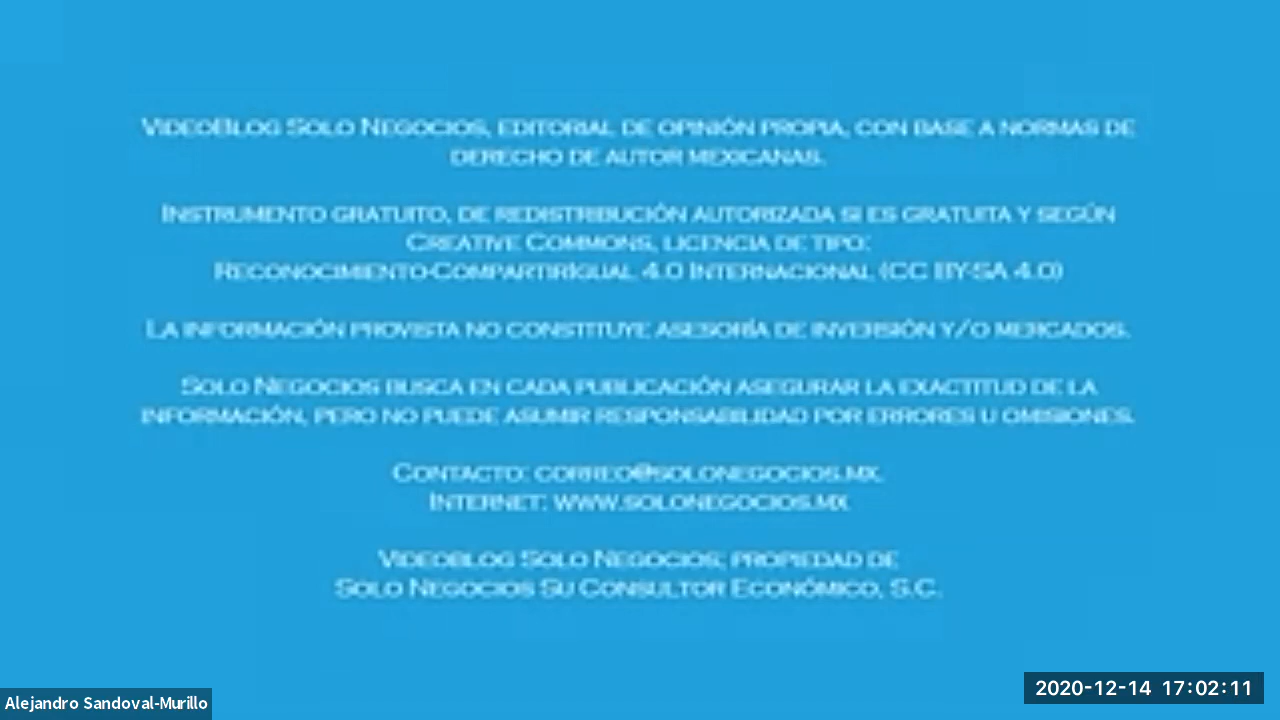 VideoBlog Solo Negocios, editorial de opinión propia, con base a normas de
derecho de autor mexicanas.
Instrumento gratuito, de redistribución autorizada si es gratuita y según
Creative Commons, licencia de tipo:
Reconocimiento-CompartirIgual 4.0 Internacional (CC BY-SA 4.0)
La información provista no constituye asesoría de inversión y/o mercados.
Solo Negocios busca en cada publicación asegurar la exactitud de la
información, pero no puede asumir responsabilidad por errores u omisiones.
Contacto: correo@solonegocios.mx.
Internet: www.solonegocios.mx
Videoblog Solo Negocios; propiedad de
Solo Negocios Su Consultor Económico, S.C.
Alejandro Sandoval-Murillo
2020-12-14 17:02:11